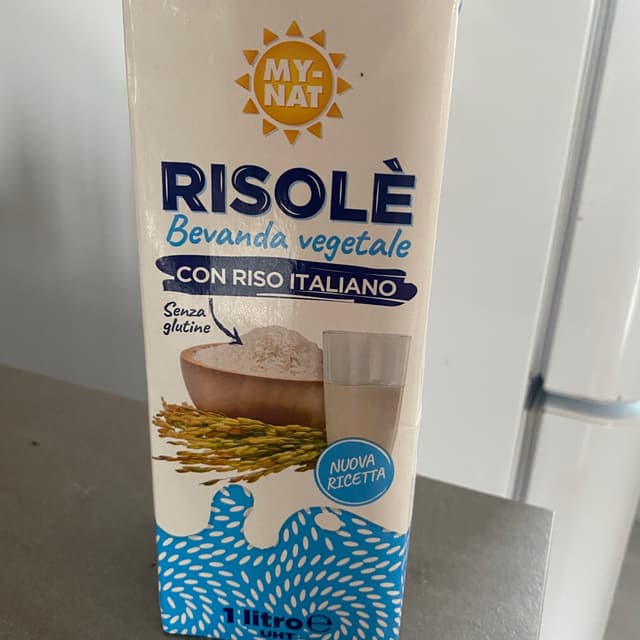 MY-
NAT
RISOLÈ
Bevanda vegetale
CON RISO ITALIANO
Senza
glutine
NUOVA
RICETTA
1 litro ℮
UHT